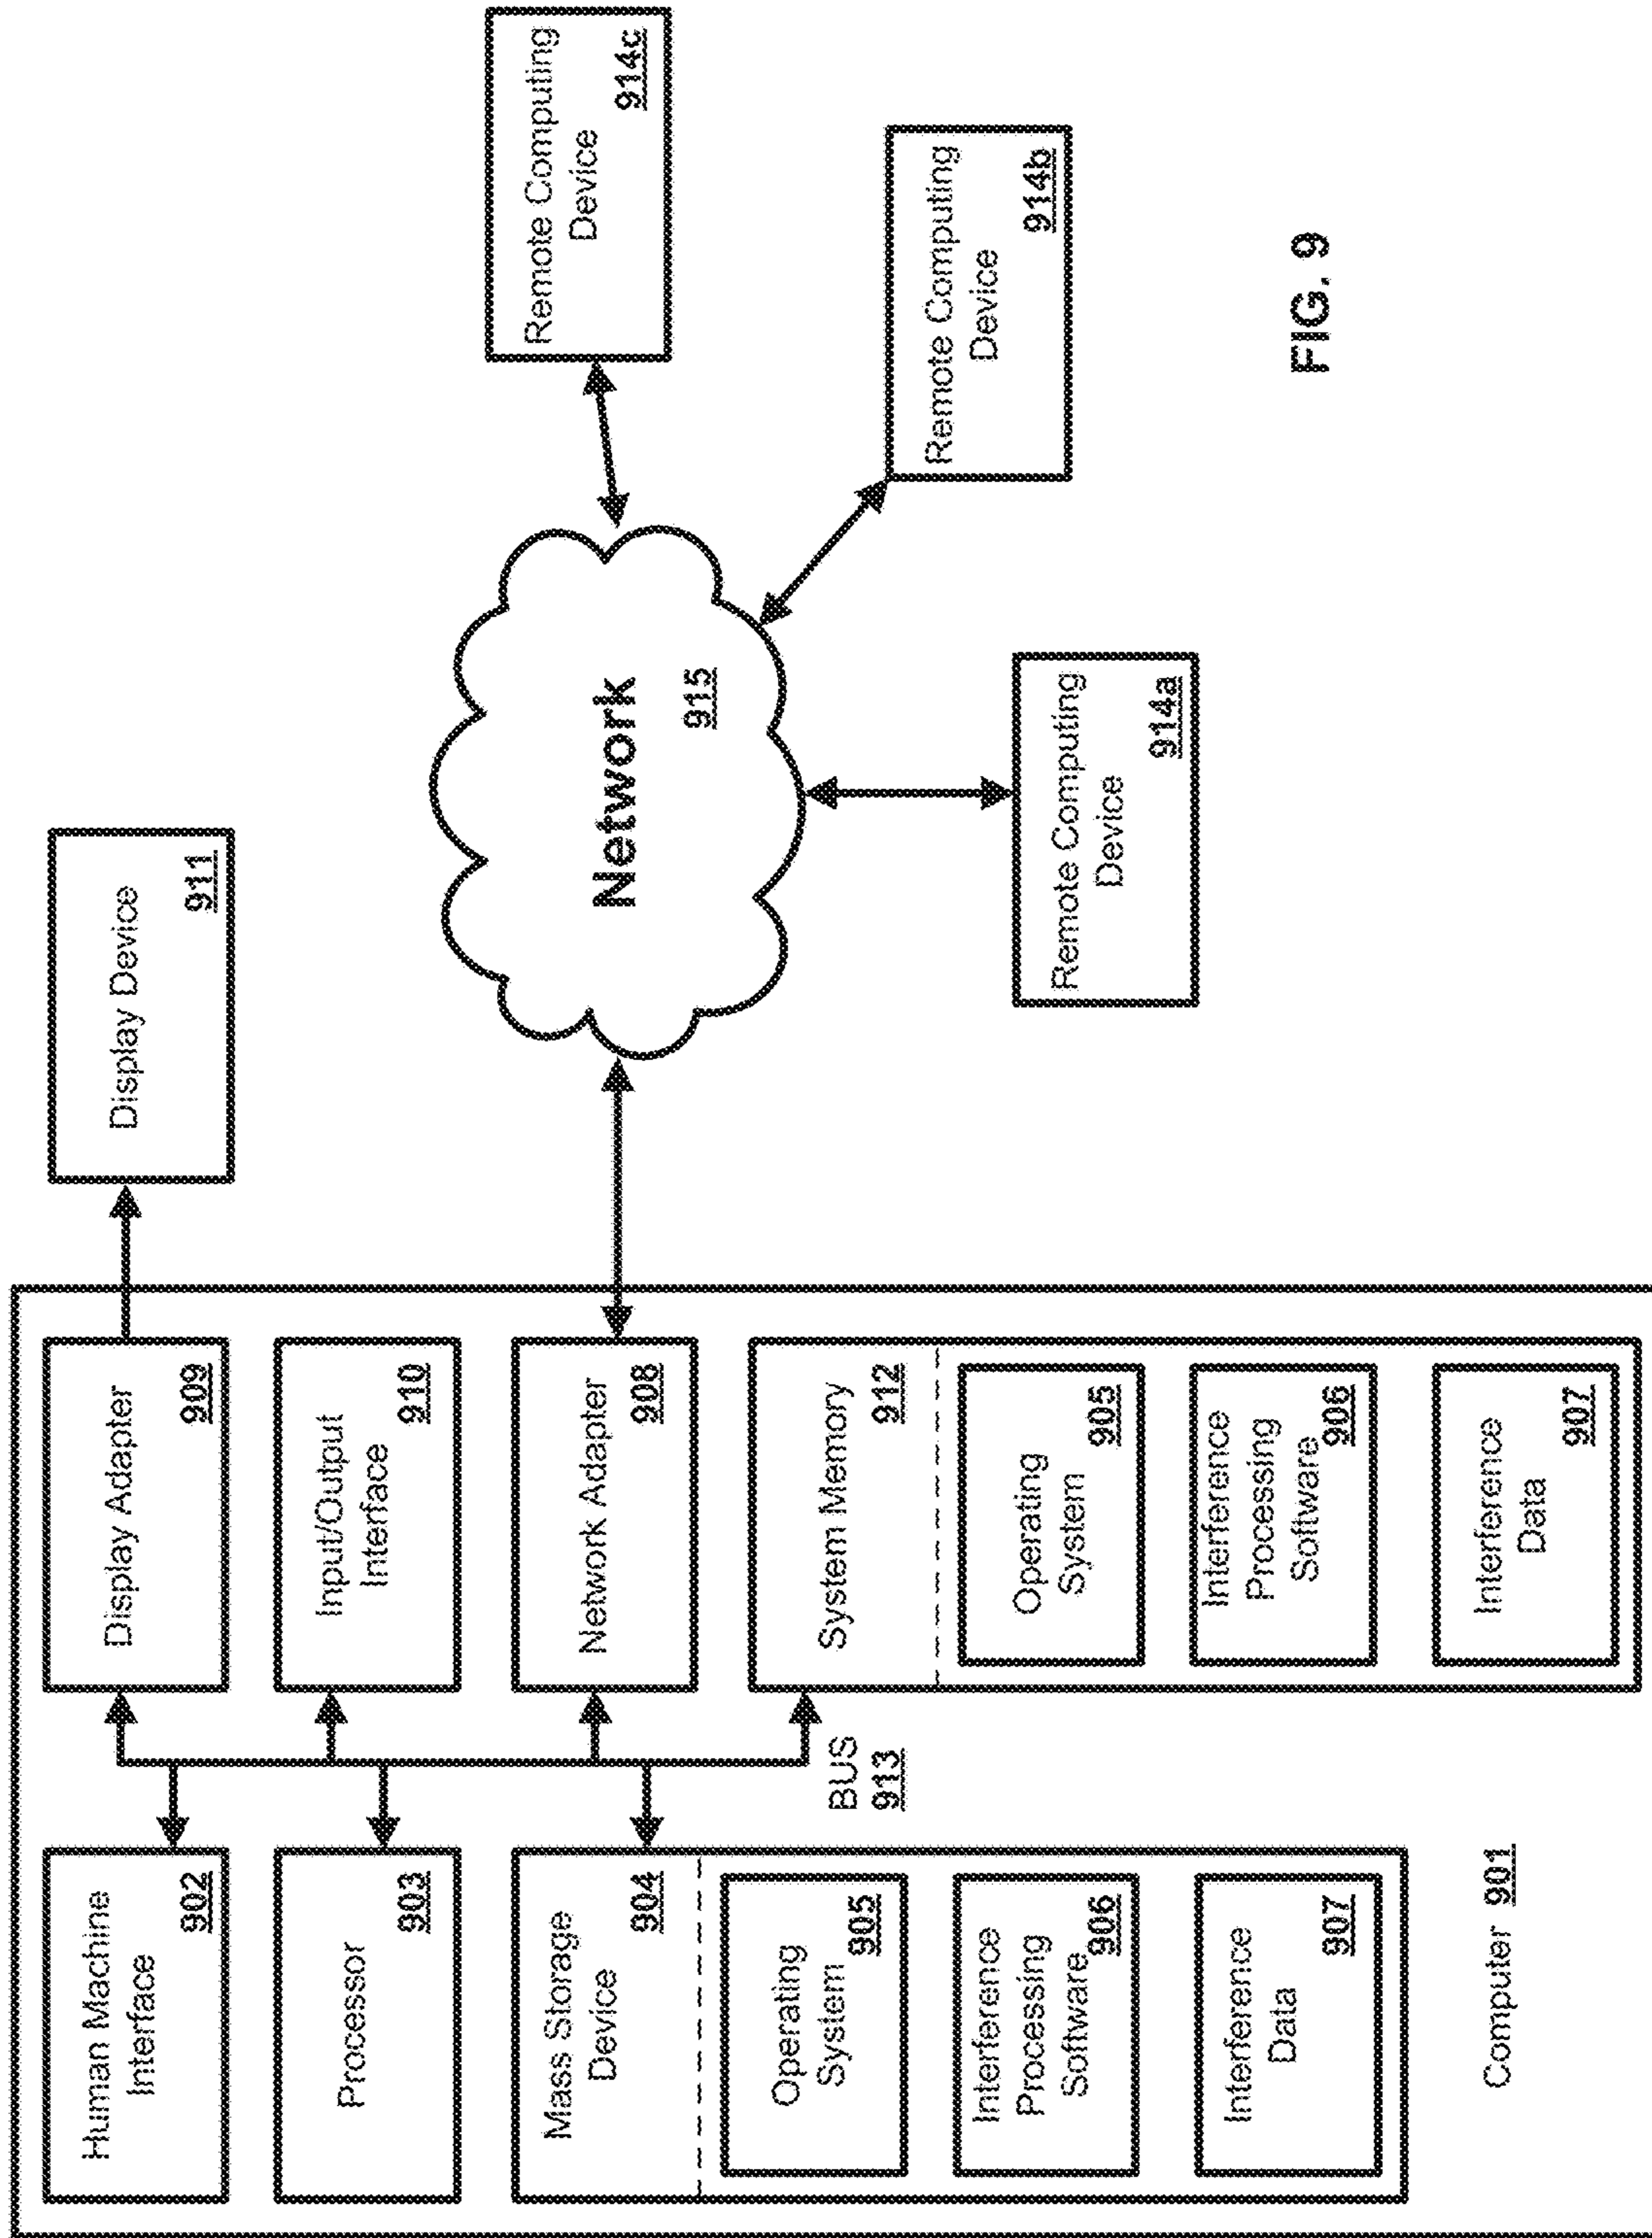 Human Machine
Interface
902
Processor
903
Mass Storage
Device
904
Operating
System
905
Interference
Processing
Software
906
Interference
Data
907
Computer 901
BUS
913
Display Adapter
909
Input/Output
Interface
910
Network Adapter
908
System Memory
912
Operating
System
905
Interference
Processing
Software
906
Interference
Data
907
Display Device
911
Network
915
Remote Computing
Device
914a
Remote Computing
Device
914b
Remote Computing
Device
914c
FIG. 9